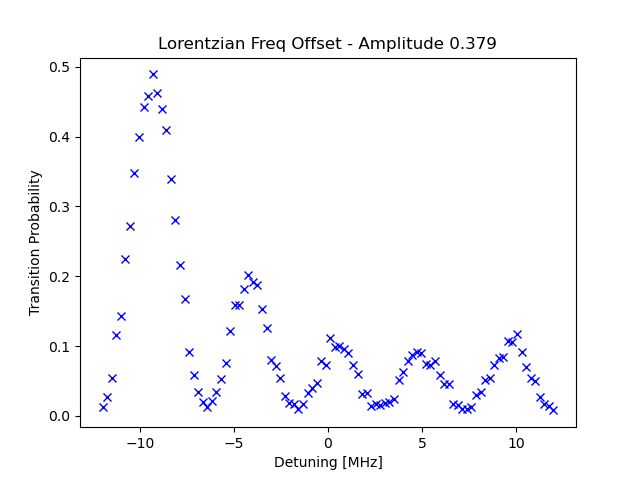 Lorentzian Freq Offset - Amplitude 0.379
Transition Probability
0.5
0.4
0.3
0.2
0.1
0.0
−10 −5 0 5 10
Detuning [MHz]